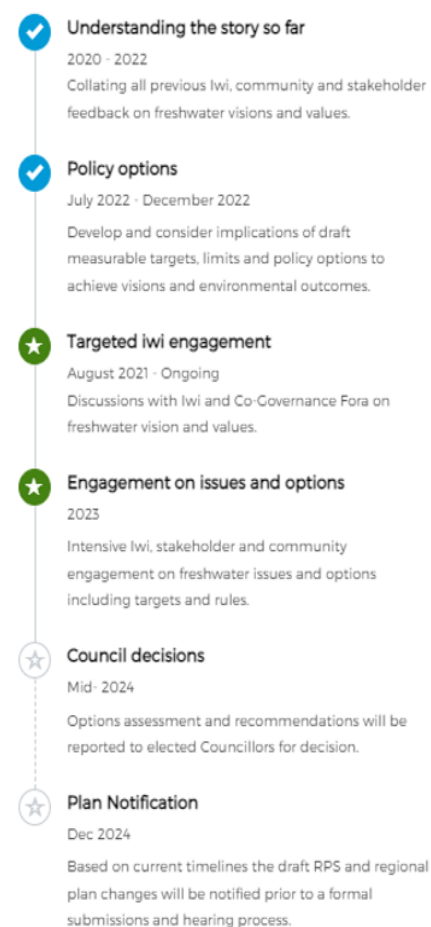 Understanding the story so far
2020 - 2022
Collating all previous Iwi, community and stakeholder
feedback on freshwater visions and values.
Policy options
July 2022 - December 2022
Develop and consider implications of draft
measurable targets, limits and policy options to
achieve visions and environmental outcomes.
Targeted iwi engagement
August 2021 - Ongoing
Discussions with Iwi and Co-Governance Fora on
freshwater vision and values.
Engagement on issues and options
2023
Intensive Iwi, stakeholder and community
engagement on freshwater issues and options
including targets and rules.
Council decisions
Mid- 2024
Options assessment and recommendations will be
reported to elected Councillors for decision.
Plan Notification
Dec 2024
Based on current timelines the draft RPS and regional
plan changes will be notified prior to a formal
submissions and hearing process.